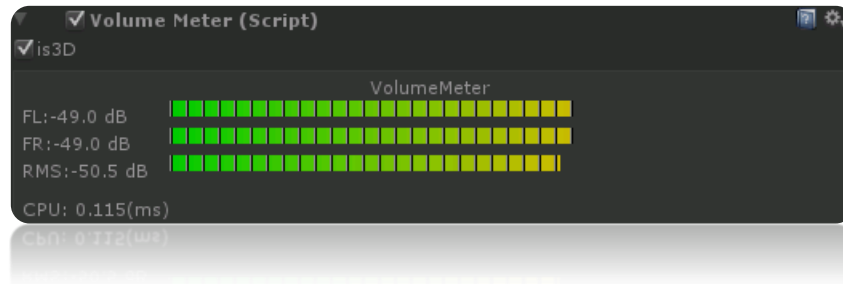 Volume Meter (Script)
is3D
VolumeMeter
FL:-49.0 dB
FR:-49.0 dB
RMS:-50.5 dB
CPU: 0.115(ms)